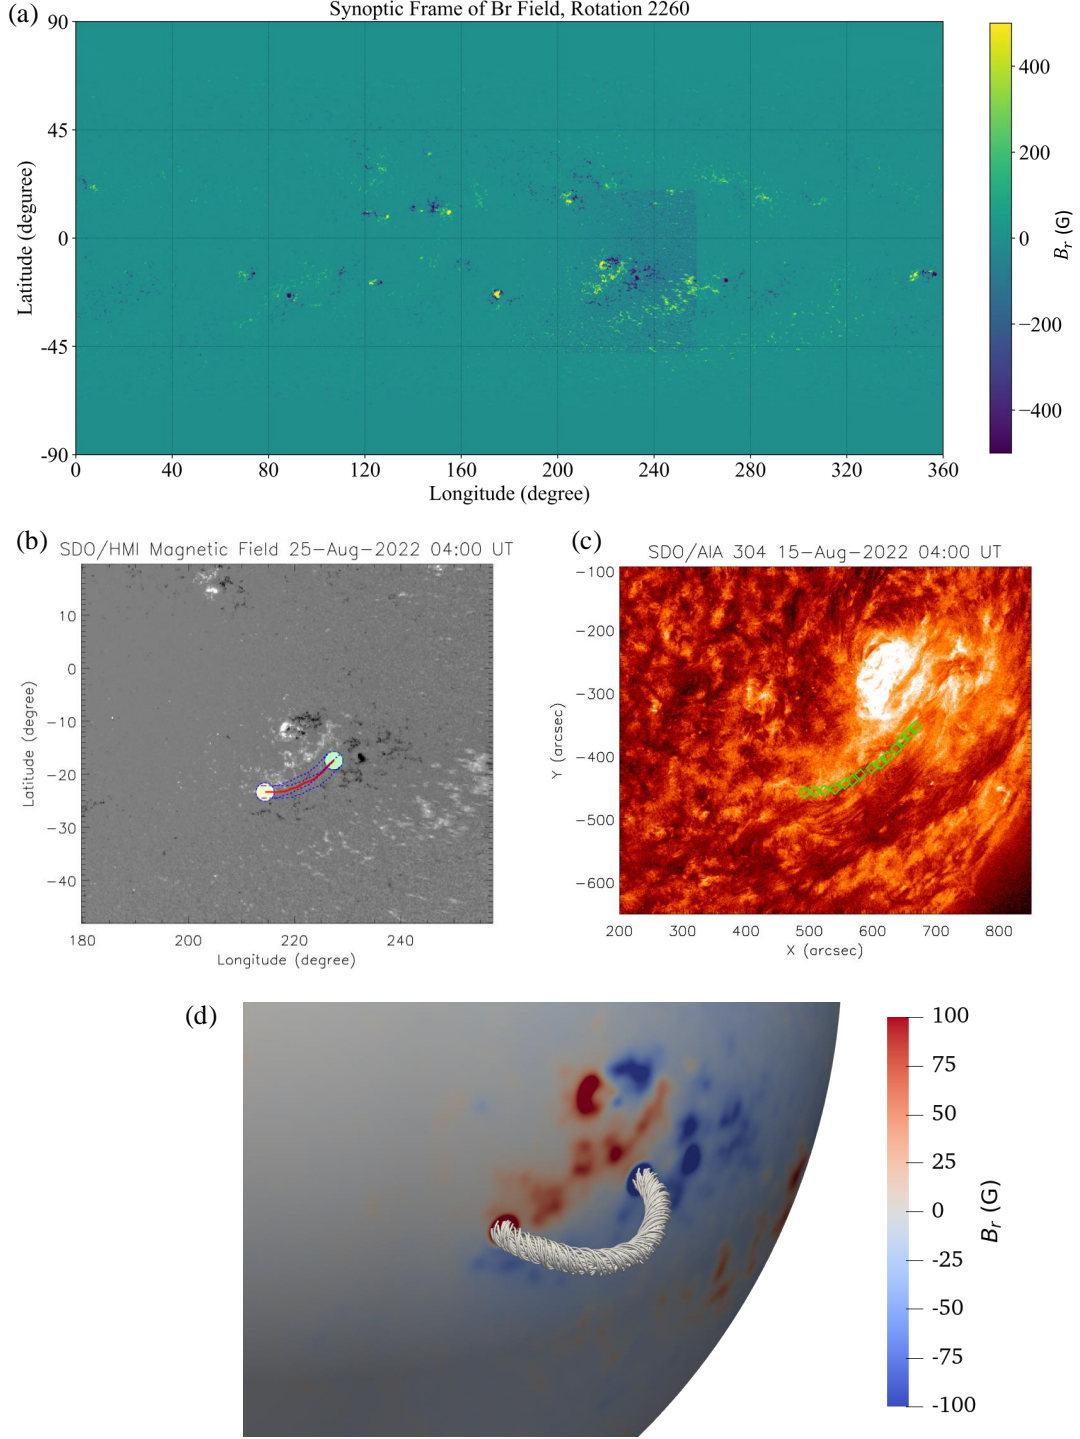 (a)
Synoptic Frame of Br Field, Rotation 2260
90
45
0
-45
-90
Latitude (deguree)
0 40 80 120 160 200 240 280 320 360
Longitude (degree)
400
200
0
−200
−400
Br (G)
(b)
SDO/HMI Magnetic Field 25-Aug-2022 04:00 UT
10
0
−10
−20
−30
−40
Latitude (degree)
180 200 220 240
Longitude (degree)
(c)
SDO/AIA 304 15-Aug-2022 04:00 UT
−100
−200
−300
−400
−500
−600
Y (arcsec)
200 300 400 500 600 700 800
X (arcsec)
(d)
100
75
50
25
0
-25
-50
-75
-100
Br (G)